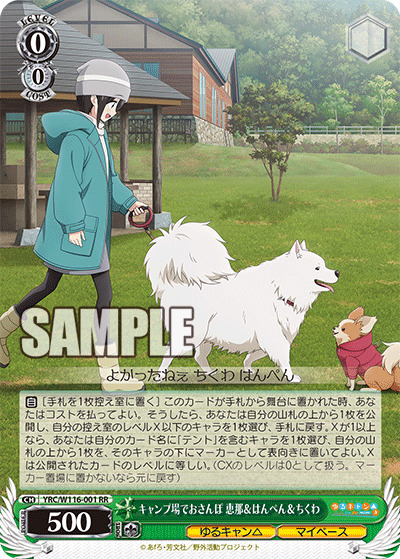 LEVEL
0
0
COST
SAMPLE
よかったねぇ ちくわ はんぺん
自［手札を1枚控え室に置く］このカードが手札から舞台に置かれた時、あな
たはコストを払ってよい。そうしたら、あなたは自分の山札の上から1枚を公
開し、自分の控え室のレベルX以下のキャラを1枚選び、手札に戻す。Xが1以上
なら、あなたは自分のカード名に「テント」を含むキャラを1枚選び、自分の山
札の上から1枚を、そのキャラの下にマーカーとして表向きに置いてよい。X
は公開されたカードのレベルに等しい。（CXのレベルは0として扱う。マー
カー置場に置かないなら元に戻す）
CH YRC/W116-001 RR
POWER
500
キャンプ場でおさんぽ 恵那&はんぺん&ちくわ
ゆるキャン△
ゆるキャン△
マイペース
©あfろ・芳文社／野外活動プロジェクト